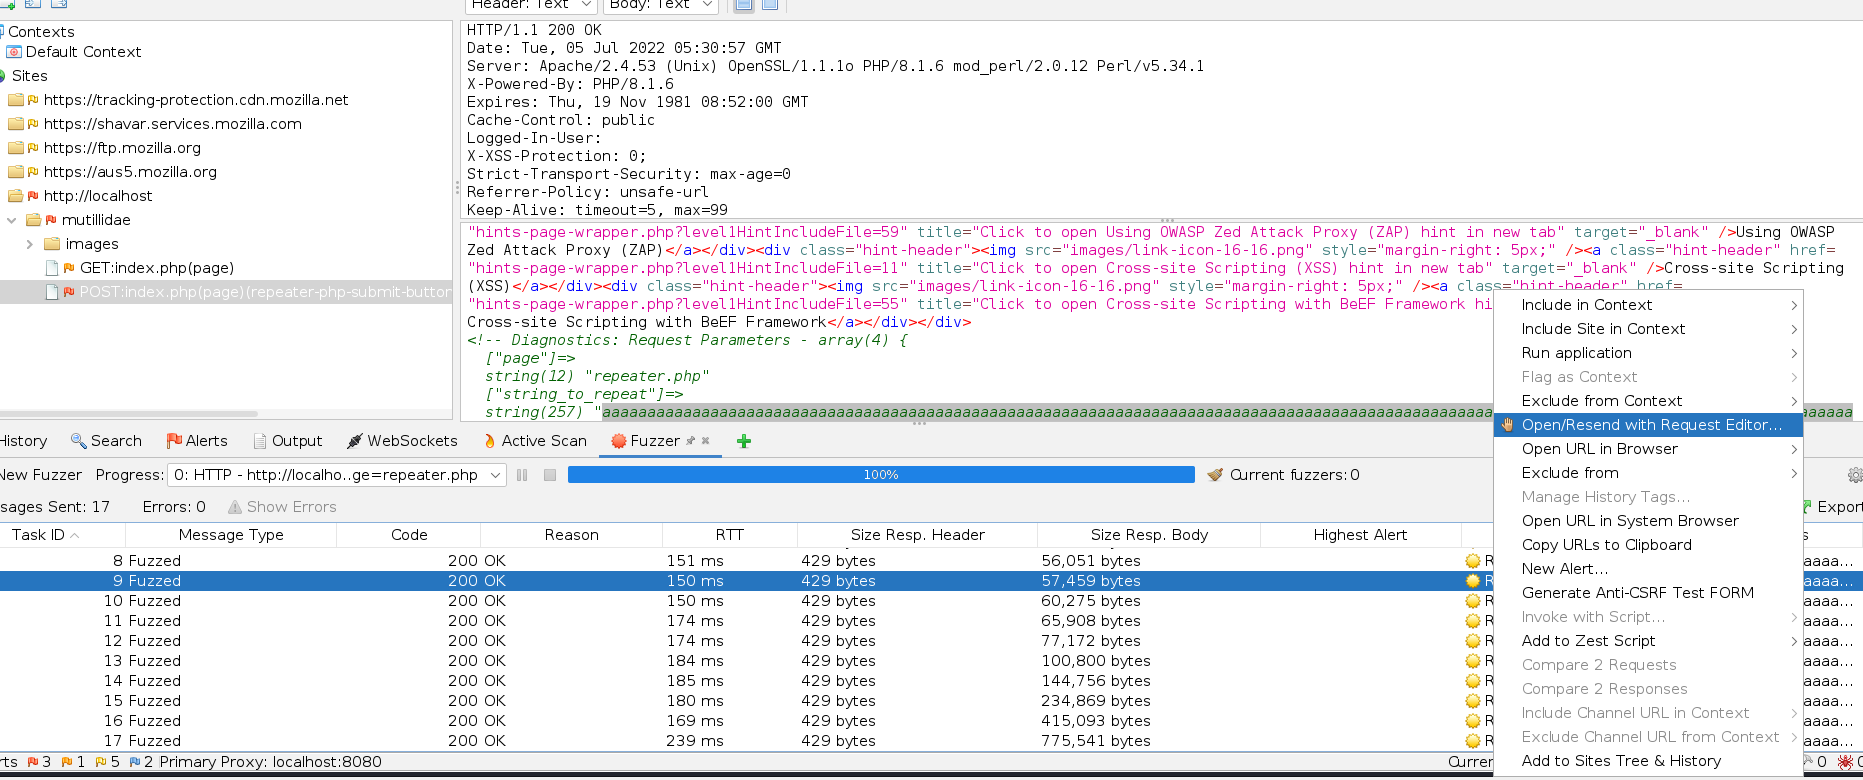 Header: Text
Body: Text
Contexts
Default Context
Sites
https://tracking-protection.cdn.mozilla.net
https://shavar.services.mozilla.com
https://ftp.mozilla.org
https://aus5.mozilla.org
http://localhost
mutillidae
images
GET:index.php(page)
POST:index.php(page)(repeater-php-submit-button
HTTP/1.1 200 OK
Date: Tue, 05 Jul 2022 05:30:57 GMT
Server: Apache/2.4.53 (Unix) OpenSSL/1.1.1o PHP/8.1.6 mod_perl/2.0.12 Perl/v5.34.1
X-Powered-By: PHP/8.1.6
Expires: Thu, 19 Nov 1981 08:52:00 GMT
Cache-Control: public
Logged-In-User:
X-XSS-Protection: 0;
Strict-Transport-Security: max-age=0
Referrer-Policy: unsafe-url
Keep-Alive: timeout=5, max=99
"hints-page-wrapper.php?level1HintIncludeFile=59" title="Click to open Using OWASP Zed Attack Proxy (ZAP) hint in new tab" target="_blank" />Using OWASP
Zed Attack Proxy (ZAP)</a></div><div class="hint-header"><img src="images/link-icon-16-16.png" style="margin-right: 5px;" /><a class="hint-header" href=
"hints-page-wrapper.php?level1HintIncludeFile=11" title="Click to open Cross-site Scripting (XSS) hint in new tab" target="_blank" />Cross-site Scripting
(XSS)</a></div><div class="hint-header"><img src="images/link-icon-16-16.png" style="margin-right: 5px;" /><a class="hint-header" href=
"hints-page-wrapper.php?level1HintIncludeFile=55" title="Click to open Cross-site Scripting with BeEF Framework hi
Cross-site Scripting with BeEF Framework</a></div></div>
<!-- Diagnostics: Request Parameters - array(4) {
["page"]=>
string(12) "repeater.php"
["string_to_repeat"]=>
string(257) "aaaaaaaaaaaaaaaaaaaaaaaaaaaaaaaaaaaaaaaaaaaaaaaaaaaaaaaaaaaaaaaaaaaaaaaaaaaaaaaaaaaaaaaaaaaaaaaaaaa aaaaaa
Include in Context
Include Site in Context
Run application
Flag as Context
Exclude from Context
Open/Resend with Request Editor...
Open URL in Browser
Exclude from
Manage History Tags...
Open URL in System Browser
Copy URLs to Clipboard
New Alert...
Generate Anti-CSRF Test FORM
Invoke with Script...
Add to Zest Script
Compare 2 Requests
Compare 2 Responses
Include Channel URL in Context
Exclude Channel URL from Context
Add to Sites Tree & History
History Search Alerts Output WebSockets Active Scan Fuzzer
New Fuzzer Progress: 0: HTTP - http://localho..ge=repeater.php 100% Current fuzzers: 0
sages Sent: 17 Errors: 0 Show Errors Export
Task ID Message Type Code Reason RTT Size Resp. Header Size Resp. Body Highest Alert s
8 Fuzzed 200 OK 151 ms 429 bytes 56,051 bytes R aaaa...
9 Fuzzed 200 OK 150 ms 429 bytes 57,459 bytes R aaaa...
10 Fuzzed 200 OK 150 ms 429 bytes 60,275 bytes R aaaa...
11 Fuzzed 200 OK 174 ms 429 bytes 65,908 bytes R aaaa...
12 Fuzzed 200 OK 174 ms 429 bytes 77,172 bytes R aaaa...
13 Fuzzed 200 OK 184 ms 429 bytes 100,800 bytes R aaaa...
14 Fuzzed 200 OK 185 ms 429 bytes 144,756 bytes R aaaa...
15 Fuzzed 200 OK 180 ms 429 bytes 234,869 bytes R aaaa...
16 Fuzzed 200 OK 169 ms 429 bytes 415,093 bytes R aaaa...
17 Fuzzed 200 OK 239 ms 429 bytes 775,541 bytes R aaaa...
rts 3 1 5 2 Primary Proxy: localhost:8080 Curre 0